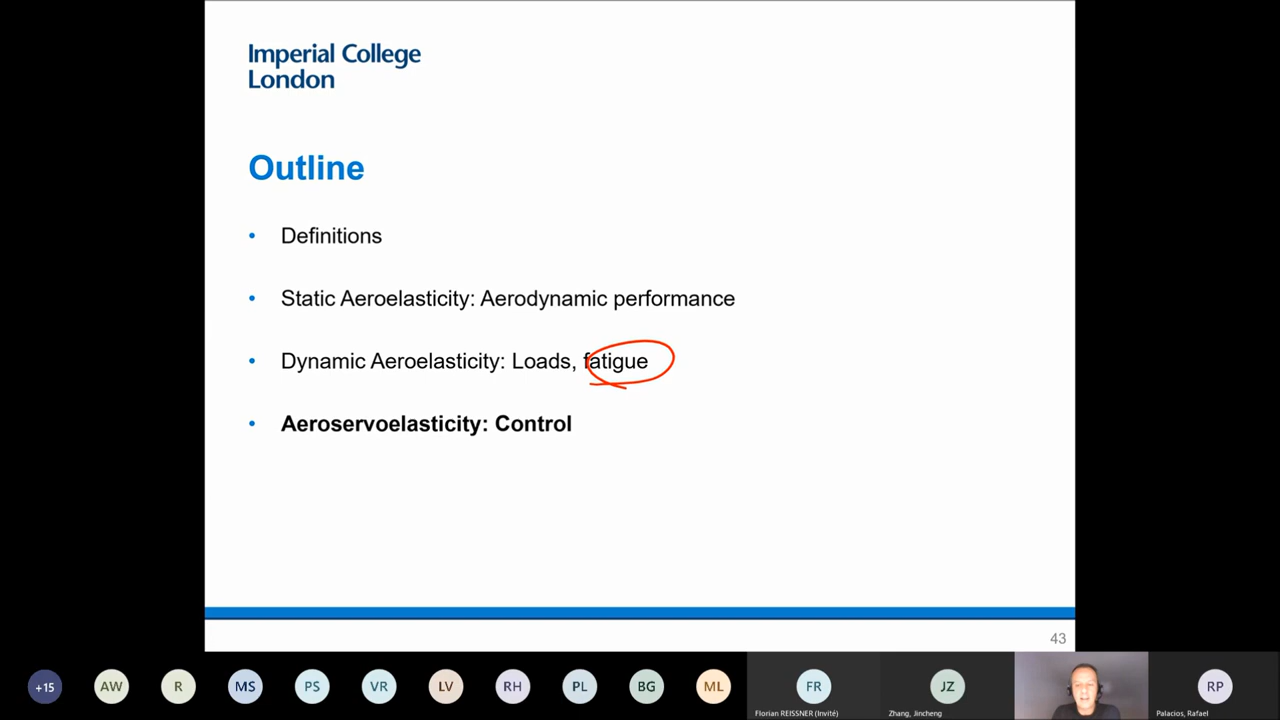 Imperial College
London
Outline
• Definitions
• Static Aeroelasticity: Aerodynamic performance
• Dynamic Aeroelasticity: Loads, fatigue
• Aeroservoelasticity: Control
43
+15
AW
R
MS
PS
VR
LV
RH
PL
BG
ML
FR
JZ
RP
Florian REISSNER (Invité)
Zhang, Jincheng
Palacios, Rafael